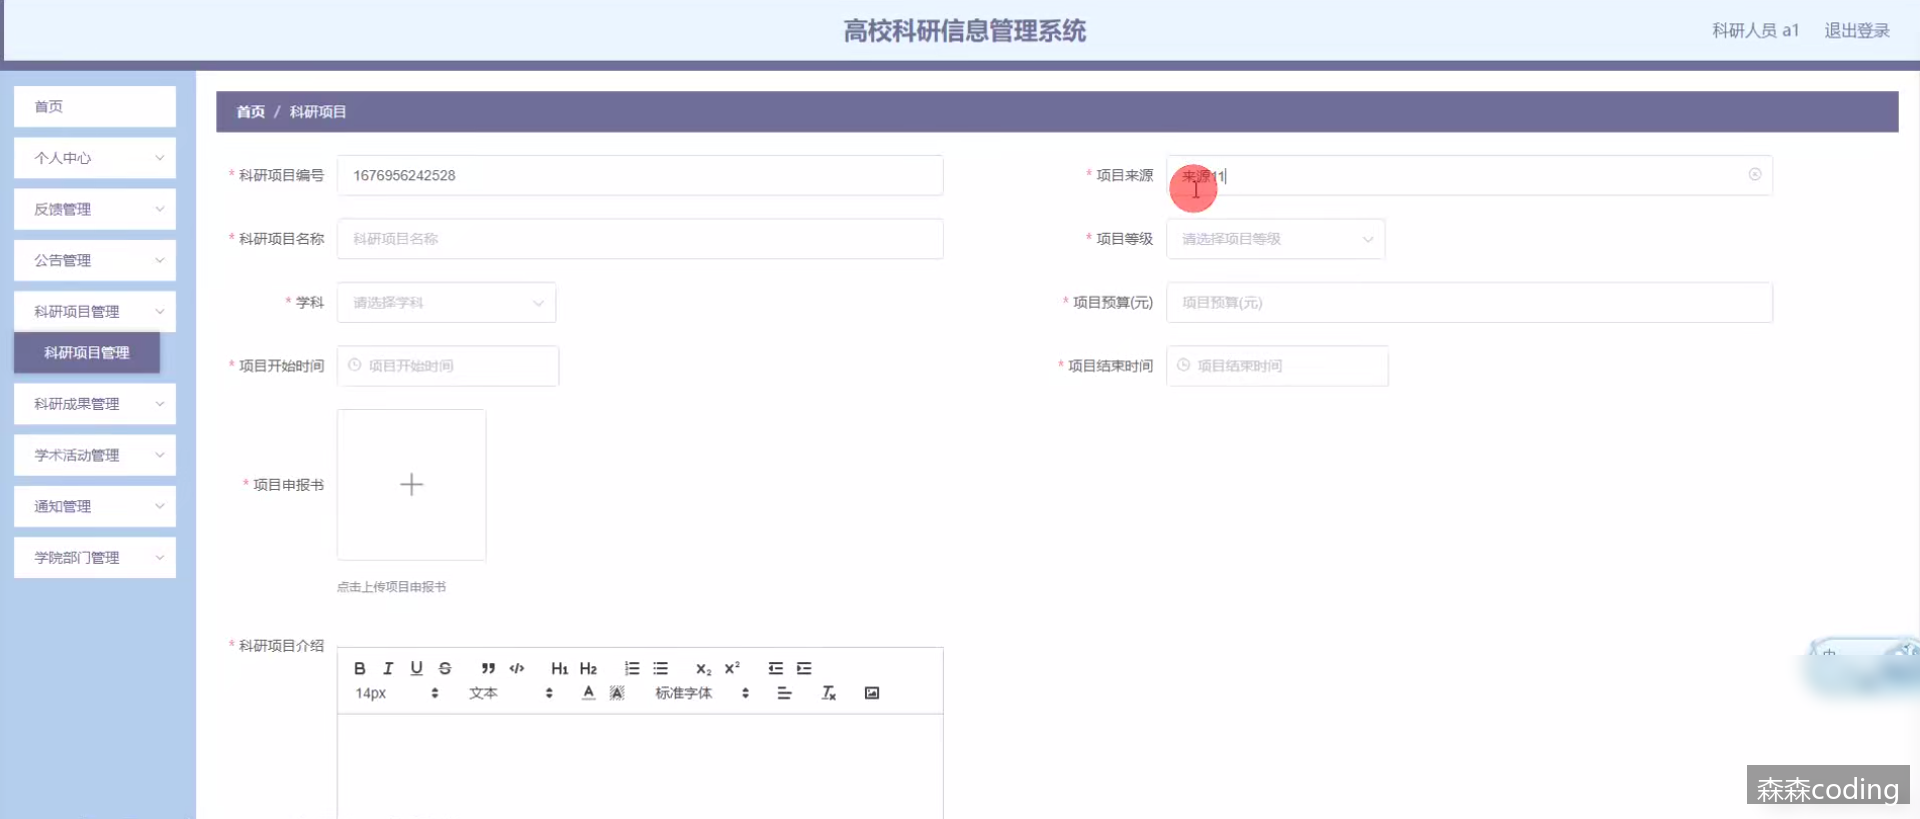 高校科研信息管理系统
科研人员 a1 退出登录
首页
个人中心
反馈管理
公告管理
科研项目管理
科研项目管理
科研成果管理
学术活动管理
通知管理
学院部门管理
首页 / 科研项目
* 科研项目编号 1676956242528
* 项目来源 来源11
* 科研项目名称 科研项目名称
* 项目等级 请选择项目等级
* 学科 请选择学科
* 项目预算(元) 项目预算(元)
* 项目开始时间 项目开始时间
* 项目结束时间 项目结束时间
* 项目申报书
点击上传项目申报书
* 科研项目介绍
B I U S H1 H2 X2 X2
14px 文本 A A 标准字体 Tx
森森coding